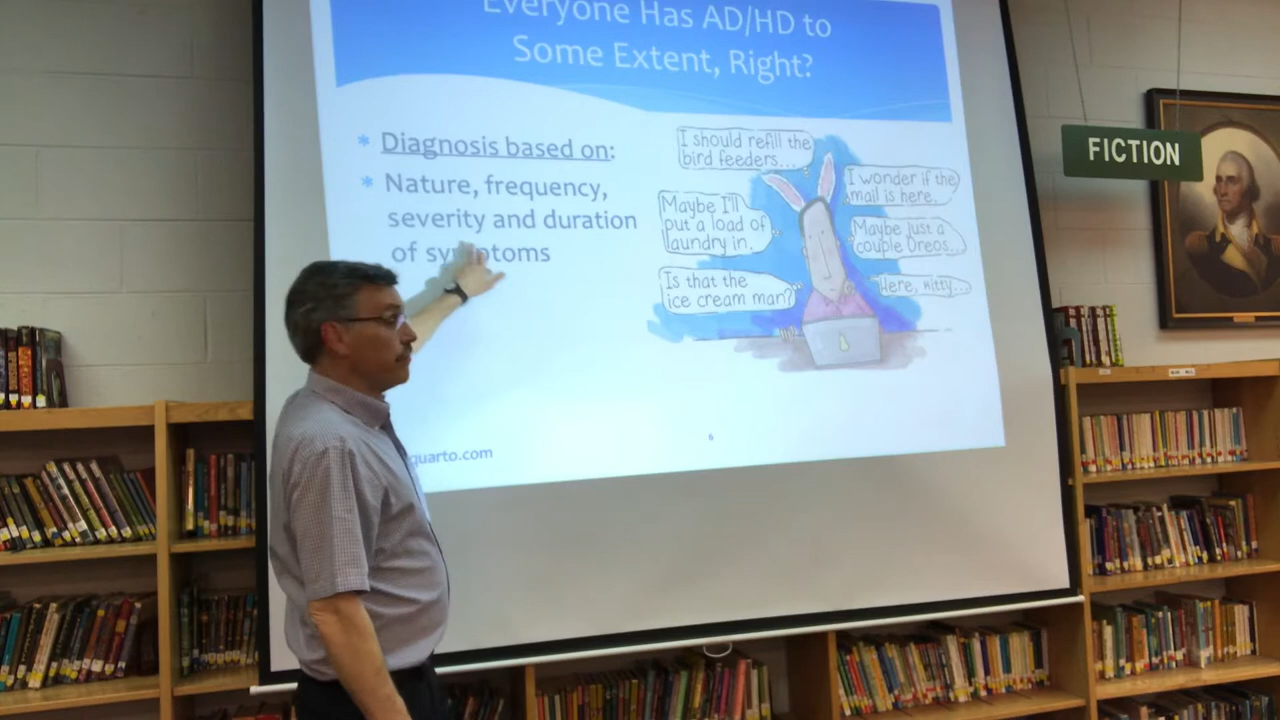 Everyone Has AD/HD to
Some Extent, Right?
* Diagnosis based on:
* Nature, frequency,
severity and duration
of symptoms
I should refill the
bird feeders...
I wonder if the
mail is here.
Maybe I'll
put a load of
laundry in.
Maybe just a
couple Oreos...
Is that the
ice cream man?
Here, kitty...
quarto.com
6
FICTION